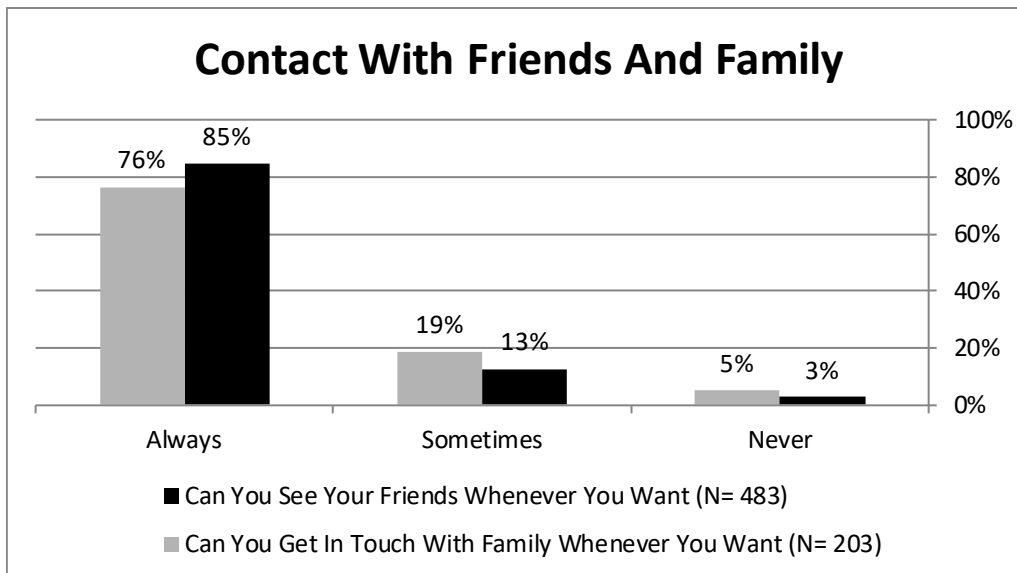 Contact With Friends And Family
100%
80%
60%
40%
20%
0%
76%
85%
19%
13%
5%
3%
Always
Sometimes
Never
Can You See Your Friends Whenever You Want (N= 483)
Can You Get In Touch With Family Whenever You Want (N= 203)